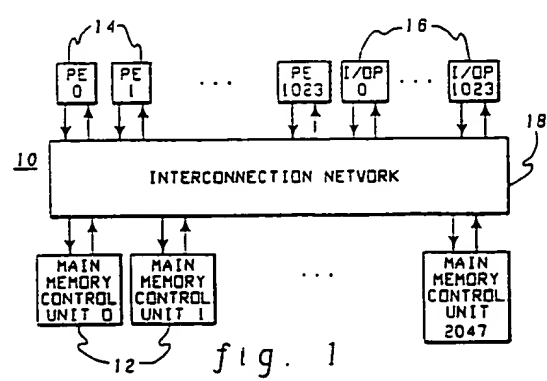 14
16
PE
0
PE
1
...
PE
1023
I/OP
0
...
I/OP
1023
18
10
INTERCONNECTION NETWORK
MAIN
MEMORY
CONTROL
UNIT 0
MAIN
MEMORY
CONTROL
UNIT 1
...
MAIN
MEMORY
CONTROL
UNIT
2047
12
fig. 1